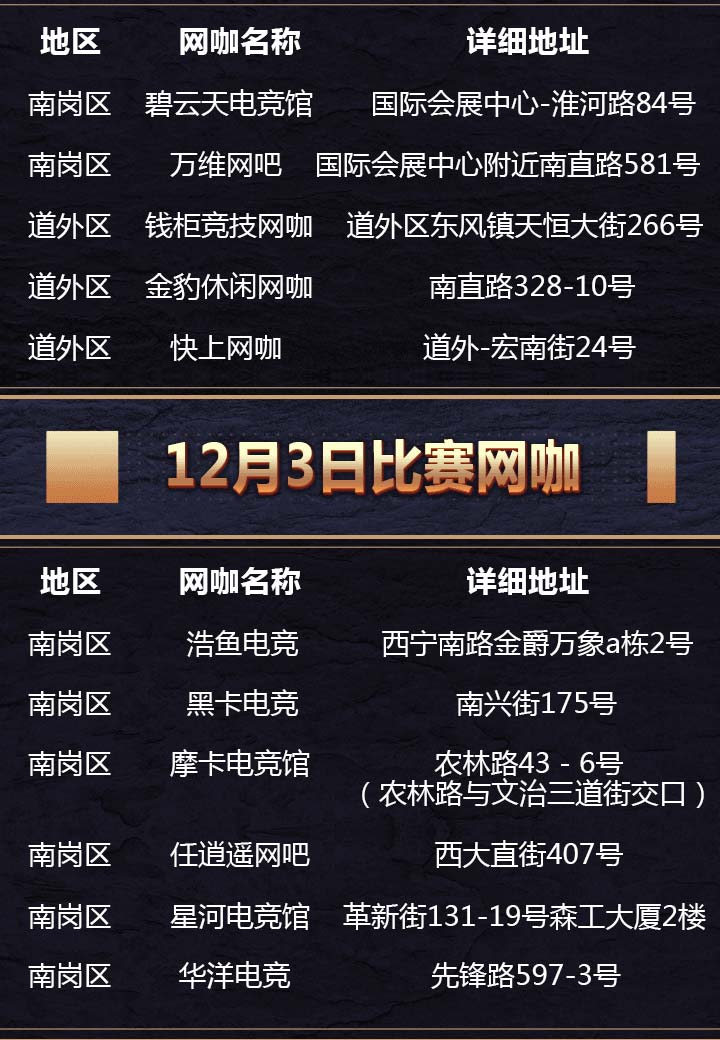 地区 网咖名称 详细地址
南岗区 碧云天电竞馆 国际会展中心-淮河路84号
南岗区 万维网吧 国际会展中心附近南直路581号
道外区 钱柜竞技网咖 道外区东风镇天恒大街266号
道外区 金豹休闲网咖 南直路328-10号
道外区 快上网咖 道外-宏南街24号
12月3日比赛网咖
地区 网咖名称 详细地址
南岗区 浩鱼电竞 西宁南路金爵万象a栋2号
南岗区 黑卡电竞 南兴街175号
南岗区 摩卡电竞馆 农林路43－6号
（农林路与文治三道街交口）
南岗区 任逍遥网吧 西大直街407号
南岗区 星河电竞馆 革新街131-19号森工大厦2楼
南岗区 华洋电竞 先锋路597-3号